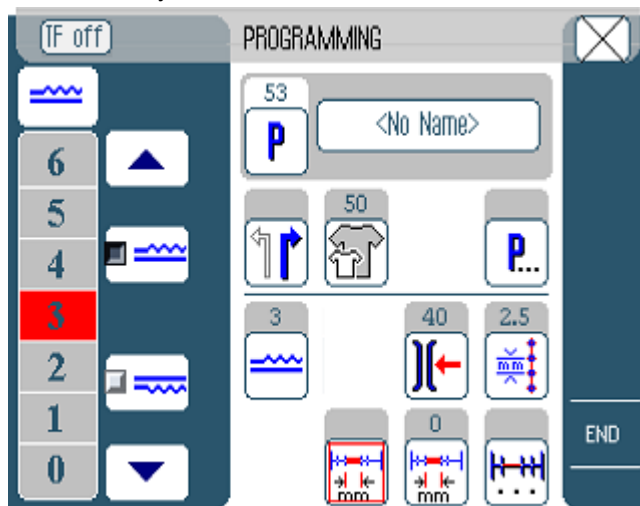 TF off
PROGRAMMING
53
P
<No Name>
6
5
50
4
P...
3
3
40
2.5
mm
2
1
0
END
0
mm
mm
...